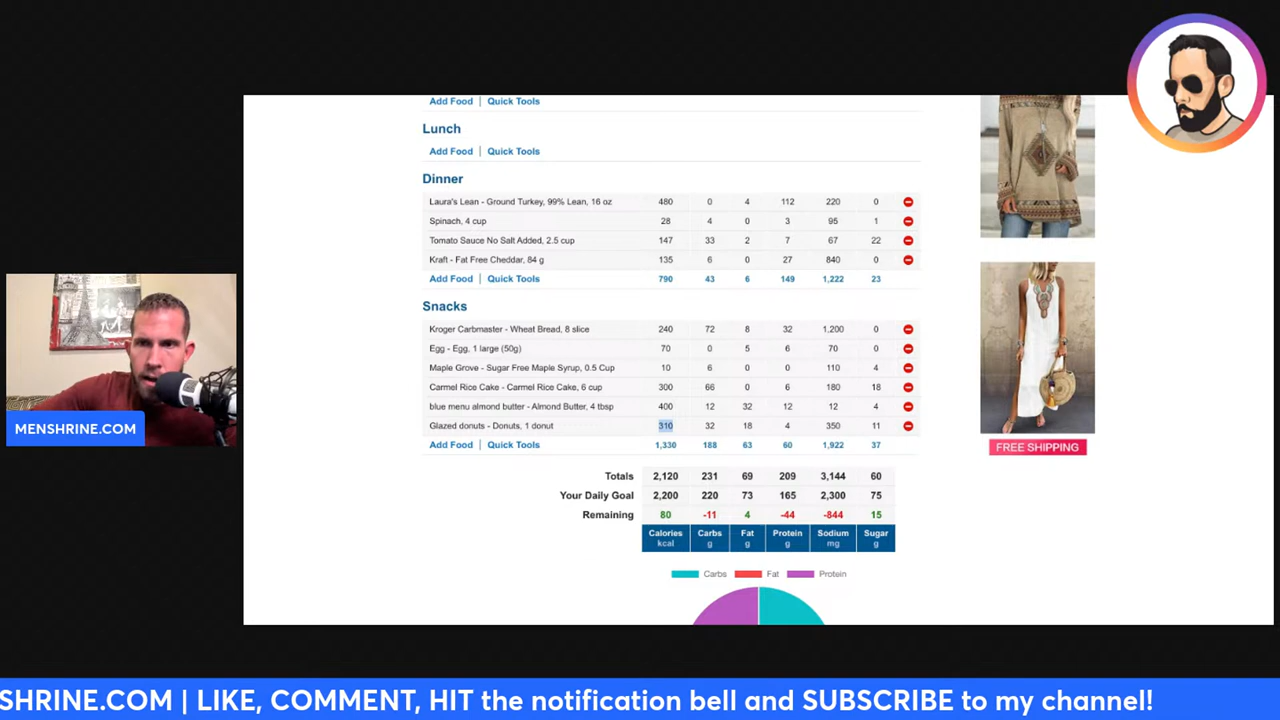 Add Food | Quick Tools
Lunch
Add Food | Quick Tools
Dinner
Laura's Lean - Ground Turkey, 99% Lean, 16 oz 480 0 4 112 220 0
Spinach, 4 cup 28 4 0 3 95 1
Tomato Sauce No Salt Added, 2.5 cup 147 33 2 7 67 22
Kraft - Fat Free Cheddar, 84 g 135 6 0 27 840 0
Add Food | Quick Tools 790 43 6 149 1,222 23
Snacks
Kroger Carbmaster - Wheat Bread, 8 slice 240 72 8 32 1,200 0
Egg - Egg, 1 large (50g) 70 0 5 6 70 0
Maple Grove - Sugar Free Maple Syrup, 0.5 Cup 10 6 0 0 110 4
Carmel Rice Cake - Carmel Rice Cake, 6 cup 300 66 0 6 180 18
blue menu almond butter - Almond Butter, 4 tbsp 400 12 32 12 12 4
Glazed donuts - Donuts, 1 donut 310 32 18 4 350 11
Add Food | Quick Tools 1,330 188 63 60 1,922 37
Totals 2,120 231 69 209 3,144 60
Your Daily Goal 2,200 220 73 165 2,300 75
Remaining 80 -11 4 -44 -844 15
Calories kcal Carbs g Fat g Protein g Sodium mg Sugar g
Carbs Fat Protein
FREE SHIPPING
MENSHRINE.COM
SHRINE.COM | LIKE, COMMENT, HIT the notification bell and SUBSCRIBE to my channel!